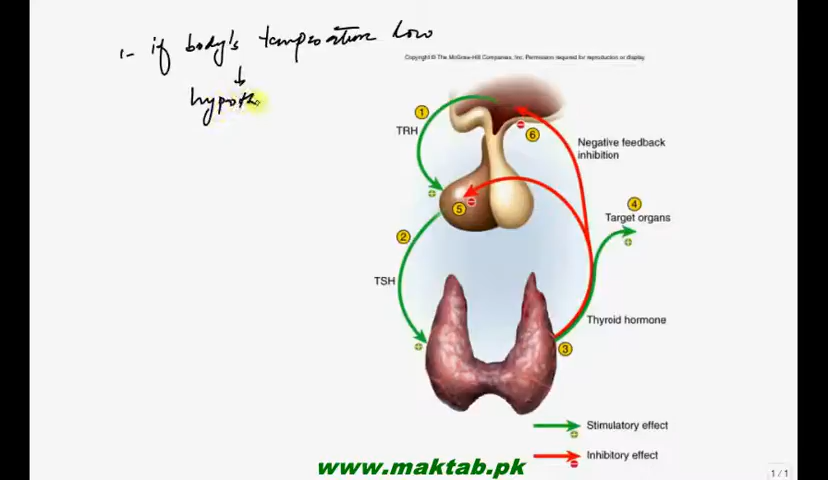 1- if body's tempration low
hypoth
Copyright © The McGraw-Hill Companies, Inc. Permission required for reproduction or display.
1
TRH
6
Negative feedback
inhibition
4
Target organs
5
2
TSH
Thyroid hormone
3
Stimulatory effect
Inhibitory effect
www.maktab.pk
1 / 1